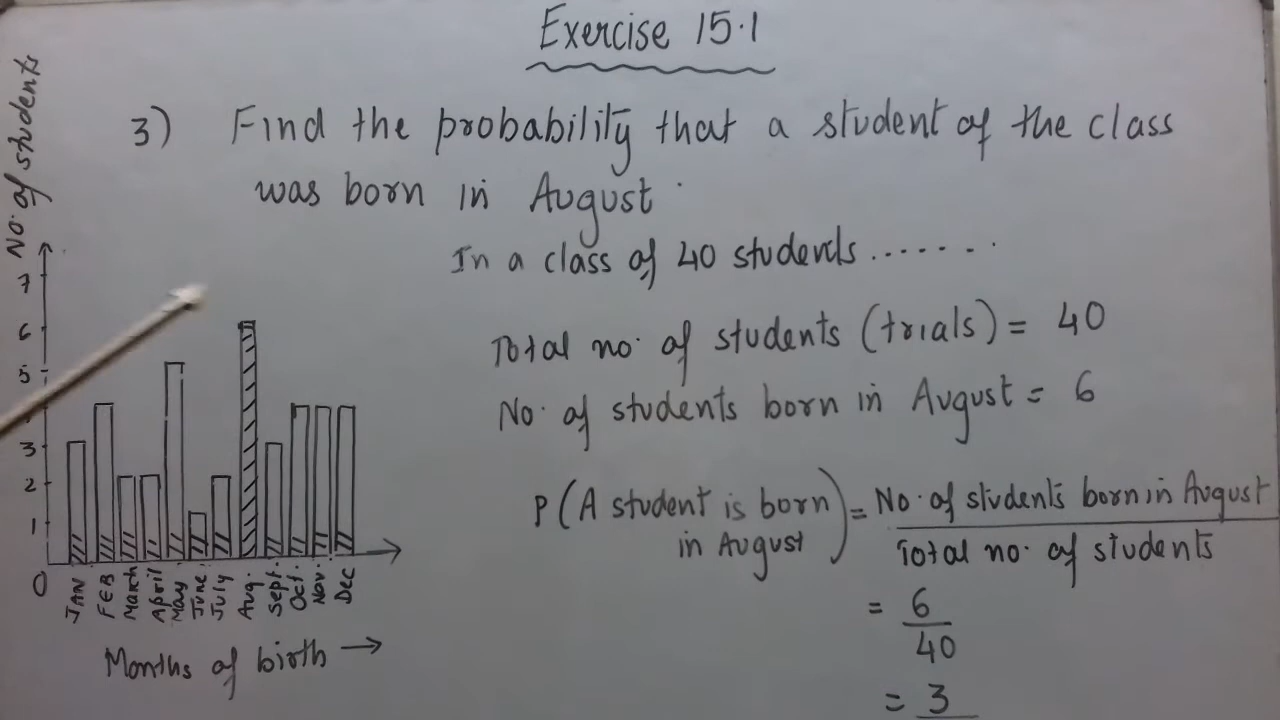 Exercise 15.1
3) Find the probability that a student of the class
was born in August.
In a class of 40 students .......
Total no. of students (trials) = 40
No. of students born in August = 6
P (A student is born in August) = No. of students born in August
Total no. of students
= 6
40
= 3
No. of students
7
6
5
3
2
1
0
JAN FEB March April May June July Aug. Sept. Oct. Nov. Dec
Months of birth →